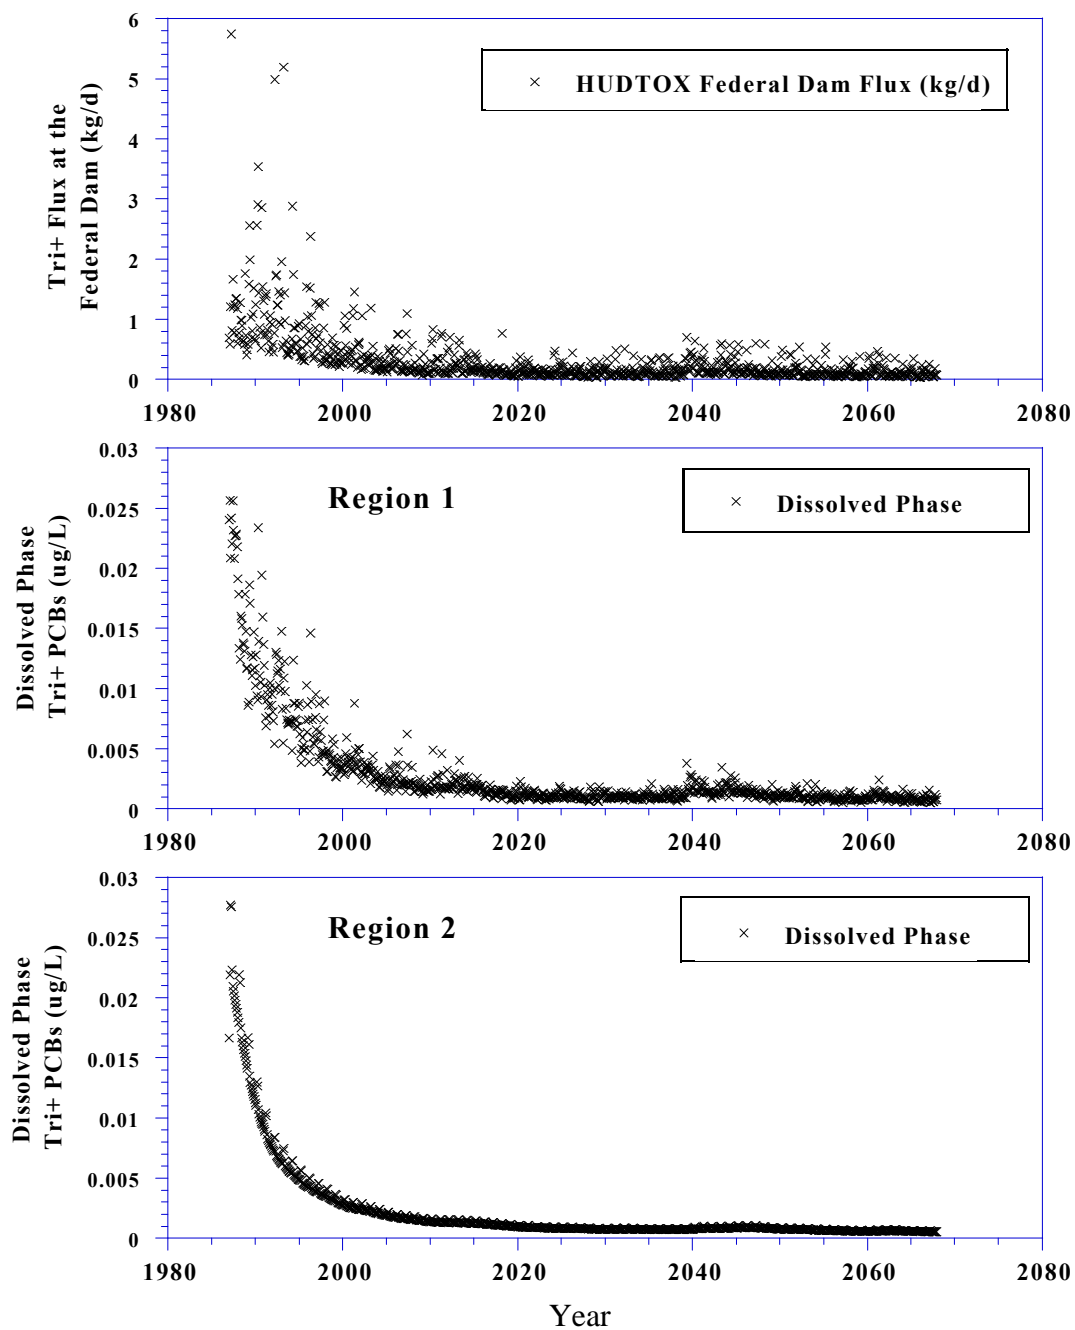 6
5
4
3
2
1
0
Tri+ Flux at the
Federal Dam (kg/d)
× HUDTOX Federal Dam Flux (kg/d)
1980 2000 2020 2040 2060 2080
0.03
0.025
0.02
0.015
0.01
0.005
0
Dissolved Phase
Tri+ PCBs (ug/L)
Region 1
× Dissolved Phase
1980 2000 2020 2040 2060 2080
0.03
0.025
0.02
0.015
0.01
0.005
0
Dissolved Phase
Tri+ PCBs (ug/L)
Region 2
× Dissolved Phase
1980 2000 2020 2040 2060 2080
Year